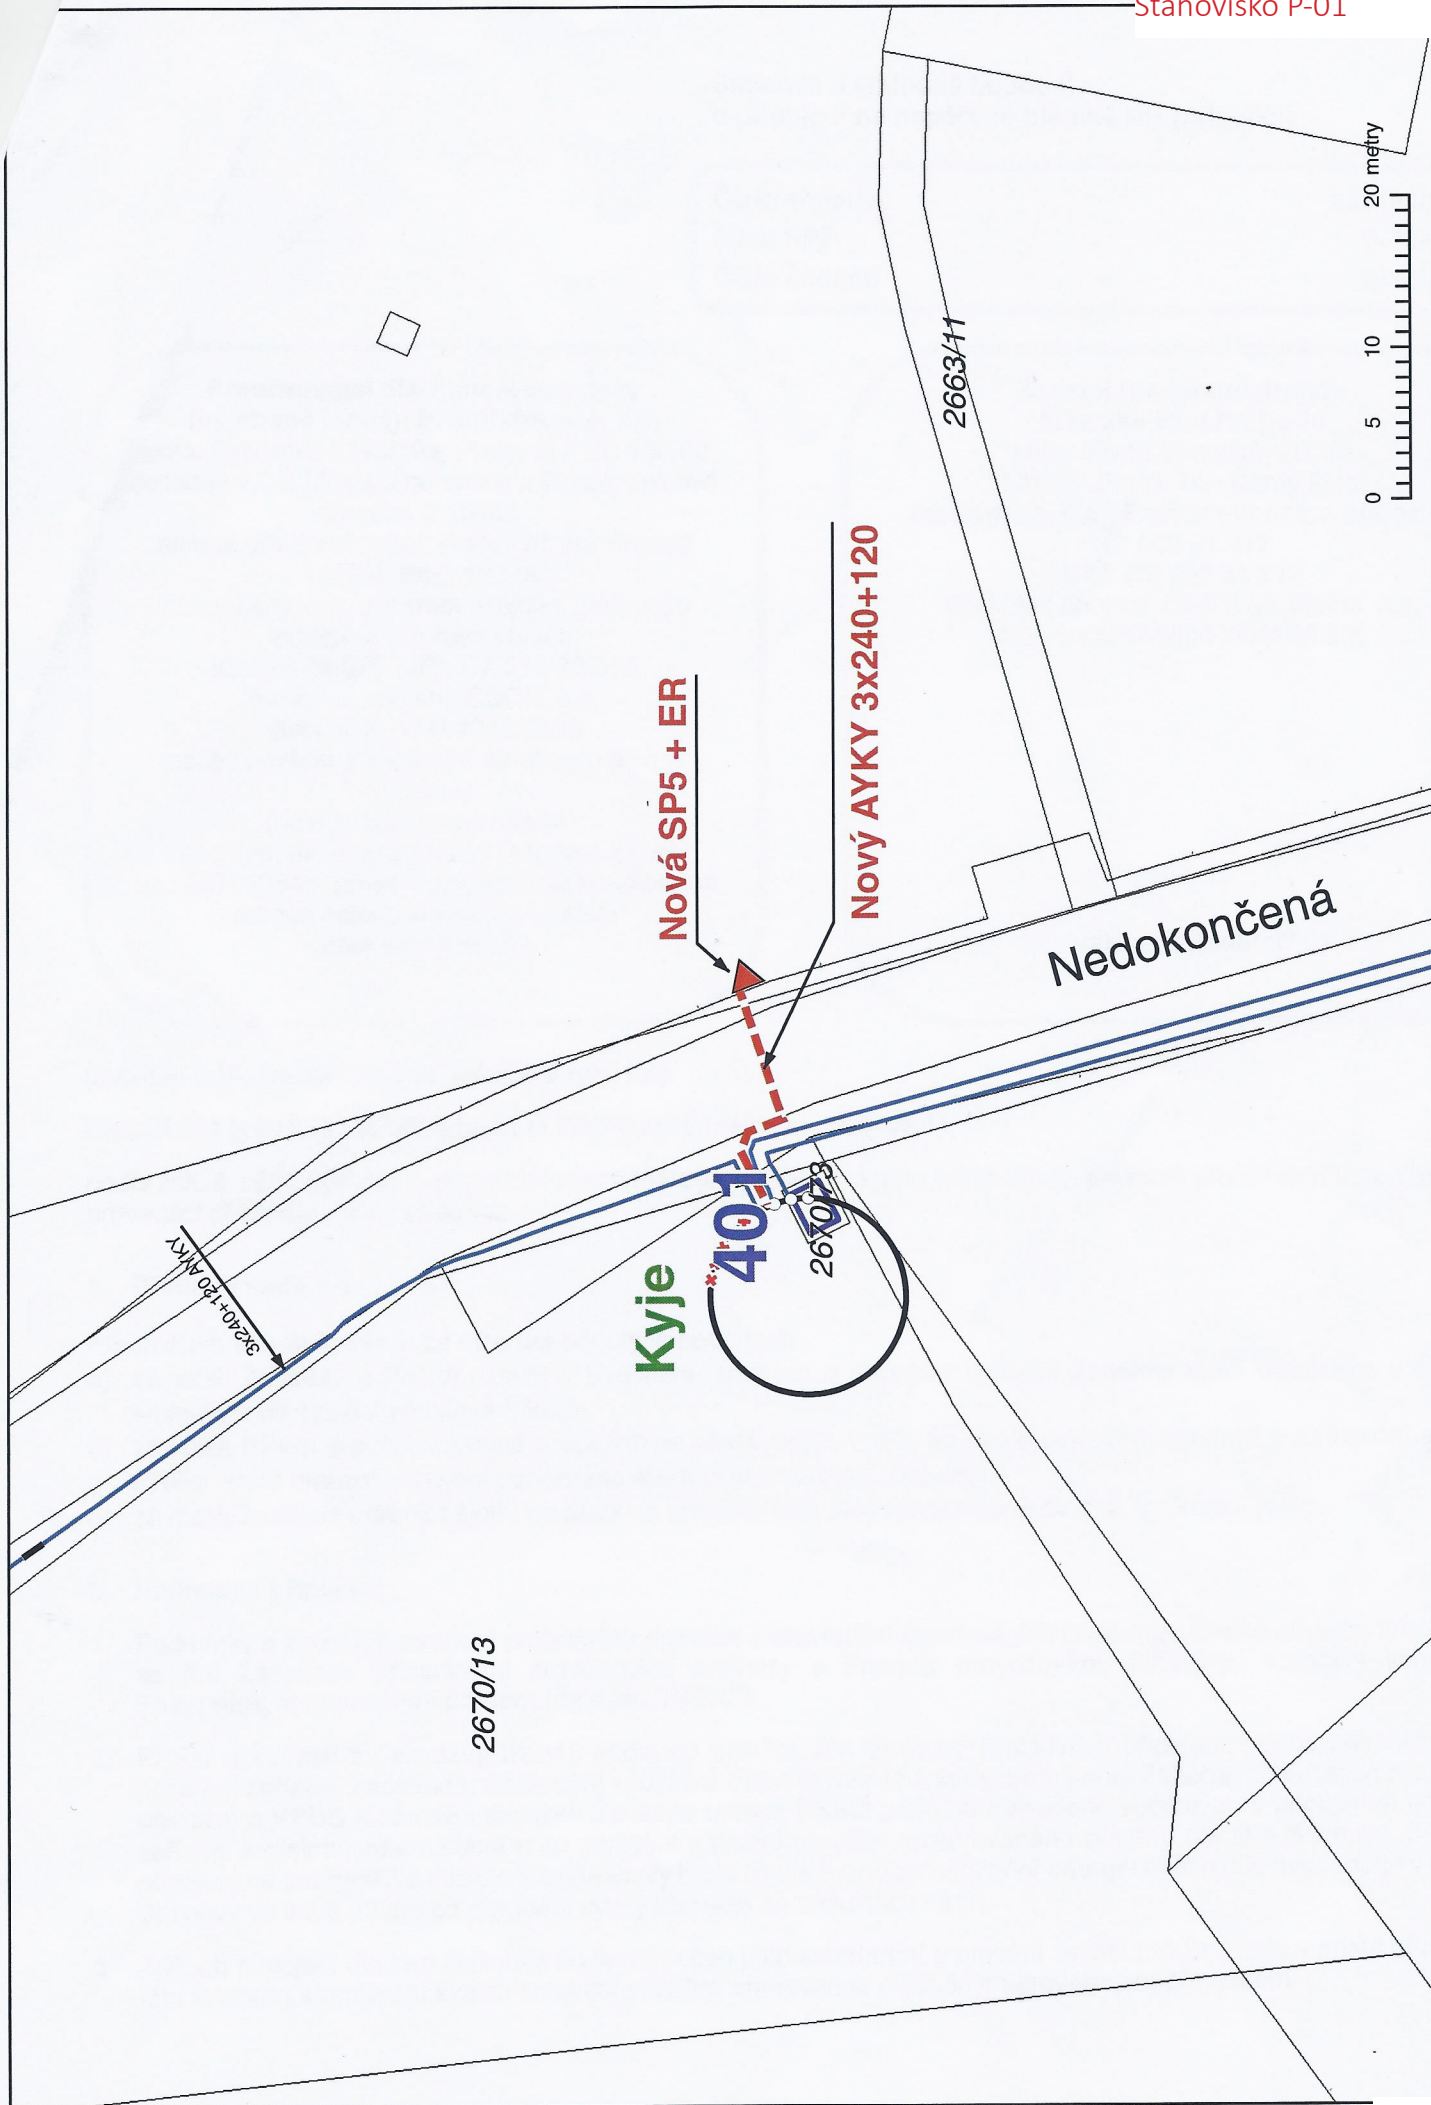 Stanovisko P-01
20 metry
10
5
0
2663/11
Nová SP5 + ER
Nový AYKY 3x240+120
Nedokončená
3x240+120 AYKY
Kyje
401
2670/73
2670/13